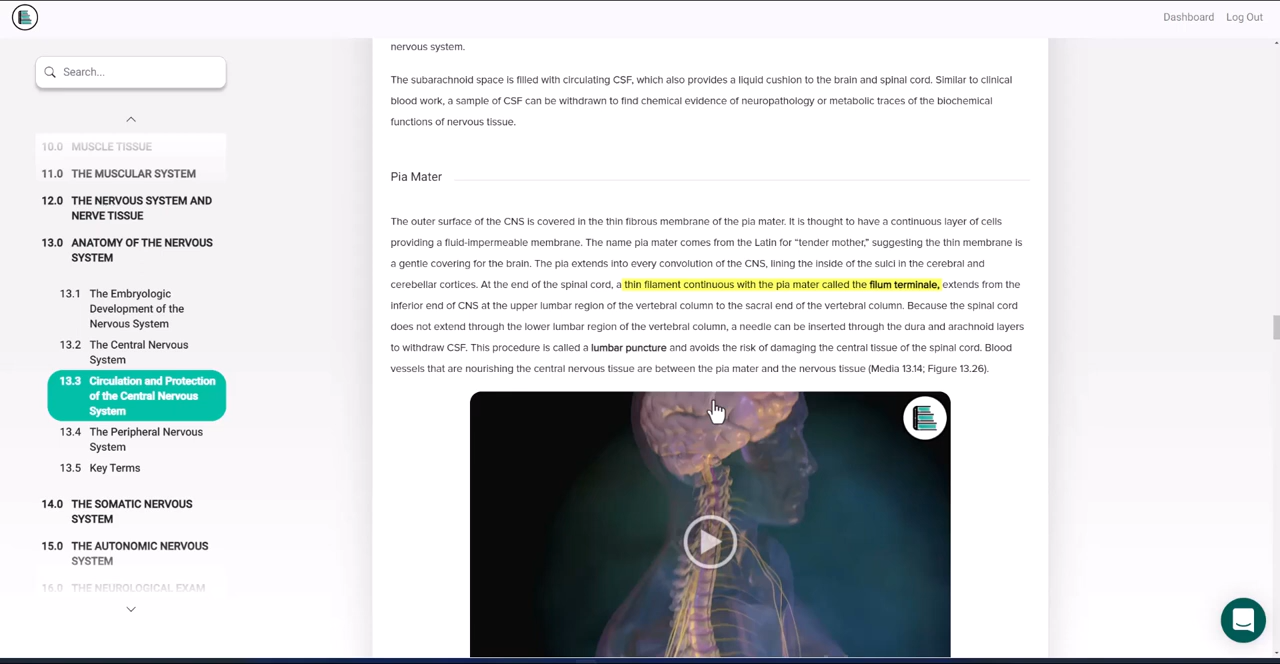 Dashboard Log Out
Search...
10.0 MUSCLE TISSUE
11.0 THE MUSCULAR SYSTEM
12.0 THE NERVOUS SYSTEM AND
NERVE TISSUE
13.0 ANATOMY OF THE NERVOUS
SYSTEM
13.1 The Embryologic
Development of the
Nervous System
13.2 The Central Nervous
System
13.3 Circulation and Protection
of the Central Nervous
System
13.4 The Peripheral Nervous
System
13.5 Key Terms
14.0 THE SOMATIC NERVOUS
SYSTEM
15.0 THE AUTONOMIC NERVOUS
SYSTEM
16.0 THE NEUROLOGICAL EXAM
nervous system.
The subarachnoid space is filled with circulating CSF, which also provides a liquid cushion to the brain and spinal cord. Similar to clinical
blood work, a sample of CSF can be withdrawn to find chemical evidence of neuropathology or metabolic traces of the biochemical
functions of nervous tissue.
Pia Mater
The outer surface of the CNS is covered in the thin fibrous membrane of the pia mater. It is thought to have a continuous layer of cells
providing a fluid-impermeable membrane. The name pia mater comes from the Latin for “tender mother,” suggesting the thin membrane is
a gentle covering for the brain. The pia extends into every convolution of the CNS, lining the inside of the sulci in the cerebral and
cerebellar cortices. At the end of the spinal cord, a thin filament continuous with the pia mater called the filum terminale, extends from the
inferior end of CNS at the upper lumbar region of the vertebral column to the sacral end of the vertebral column. Because the spinal cord
does not extend through the lower lumbar region of the vertebral column, a needle can be inserted through the dura and arachnoid layers
to withdraw CSF. This procedure is called a lumbar puncture and avoids the risk of damaging the central tissue of the spinal cord. Blood
vessels that are nourishing the central nervous tissue are between the pia mater and the nervous tissue (Media 13.14; Figure 13.26).